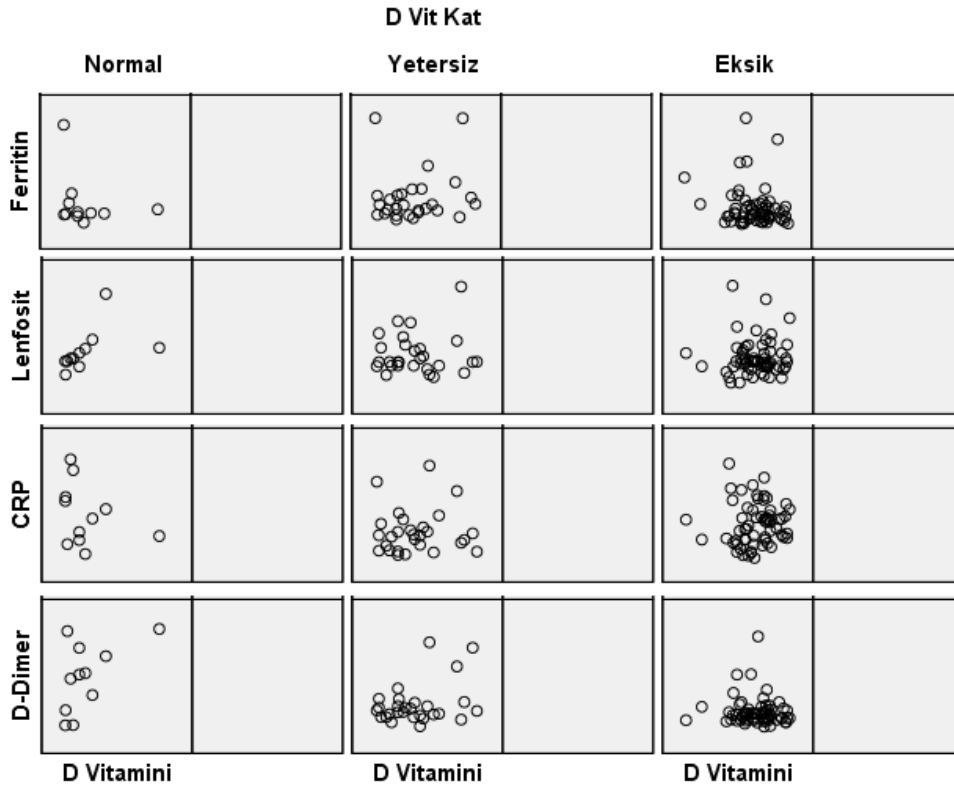 D Vit Kat
Normal Yetersiz Eksik
Ferritin
Lenfosit
CRP
D-Dimer
D Vitamini D Vitamini D Vitamini